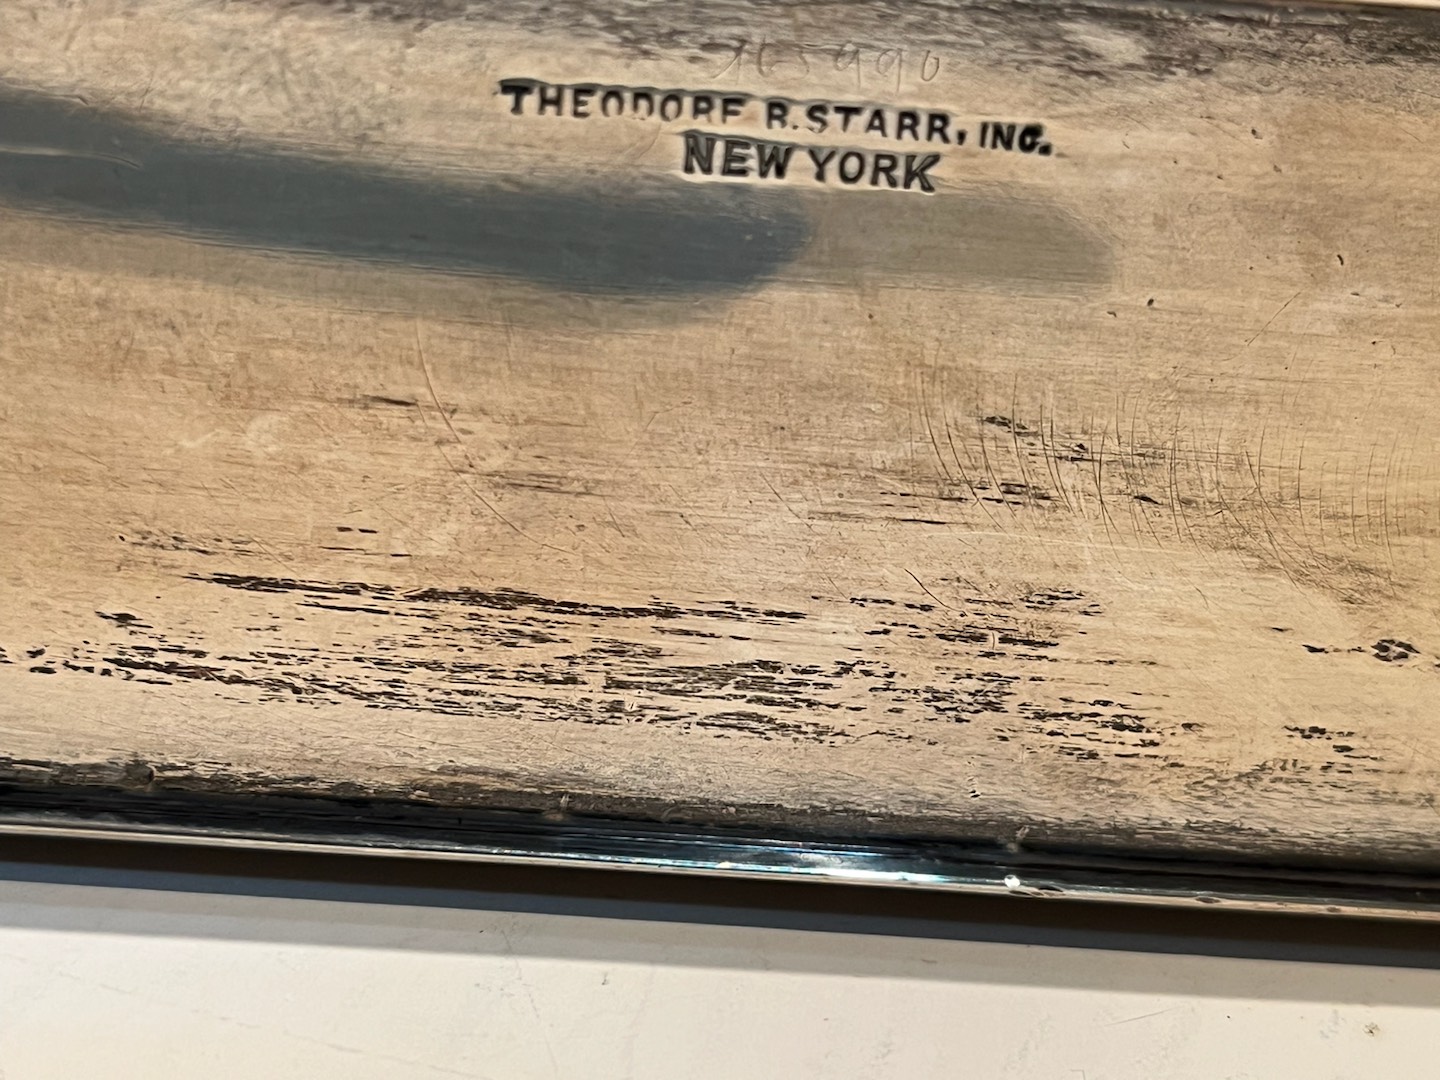 THEODORE B. STARR, INC.
NEW YORK